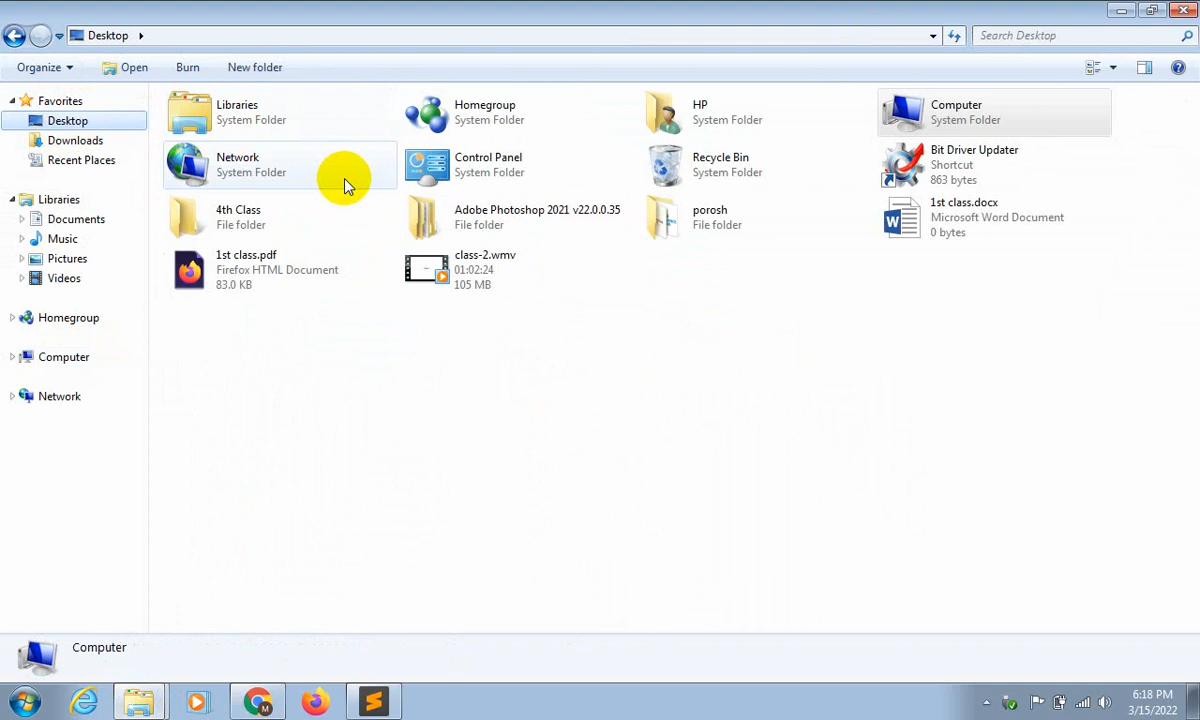 Desktop
Search Desktop
Organize
Open
Burn
New folder
Favorites
Desktop
Downloads
Recent Places
Libraries
Documents
Music
Pictures
Videos
Homegroup
Computer
Network
Libraries
System Folder
Homegroup
System Folder
HP
System Folder
Computer
System Folder
Network
System Folder
Control Panel
System Folder
Recycle Bin
System Folder
Bit Driver Updater
Shortcut
863 bytes
4th Class
File folder
Adobe Photoshop 2021 v22.0.0.35
File folder
porosh
File folder
1st class.docx
Microsoft Word Document
0 bytes
1st class.pdf
Firefox HTML Document
83.0 KB
class-2.wmv
01:02:24
105 MB
Computer
6:18 PM
3/15/2022